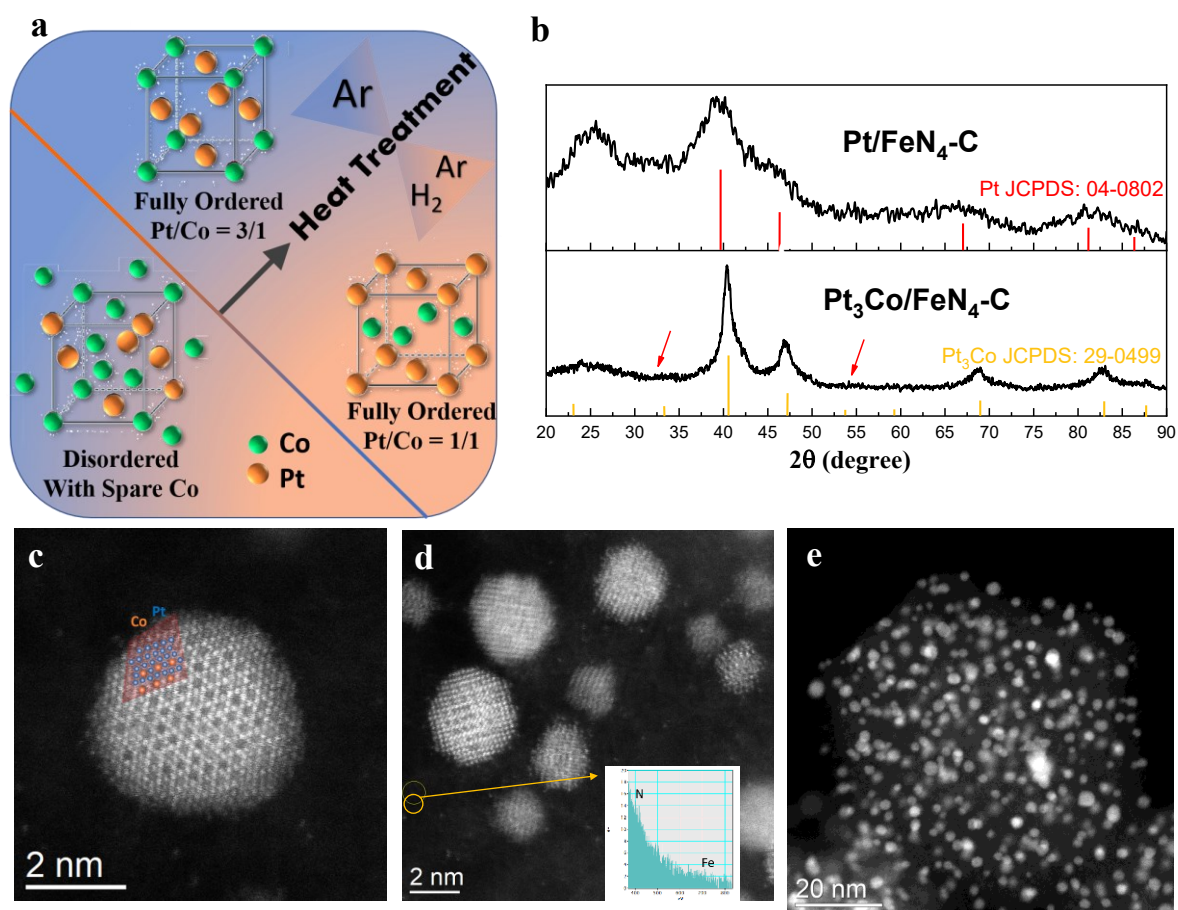 a
Ar
Heat Treatment
Ar
H2
Fully Ordered
Pt/Co = 3/1
Fully Ordered
Pt/Co = 1/1
Co
Pt
Disordered
With Spare Co
b
Pt/FeN4-C
Pt JCPDS: 04-0802
Pt3Co/FeN4-C
Pt3Co JCPDS: 29-0499
20 25 30 35 40 45 50 55 60 65 70 75 80 85 90
2θ (degree)
c
Pt
Co
2 nm
d
N
Fe
2 nm
e
20 nm